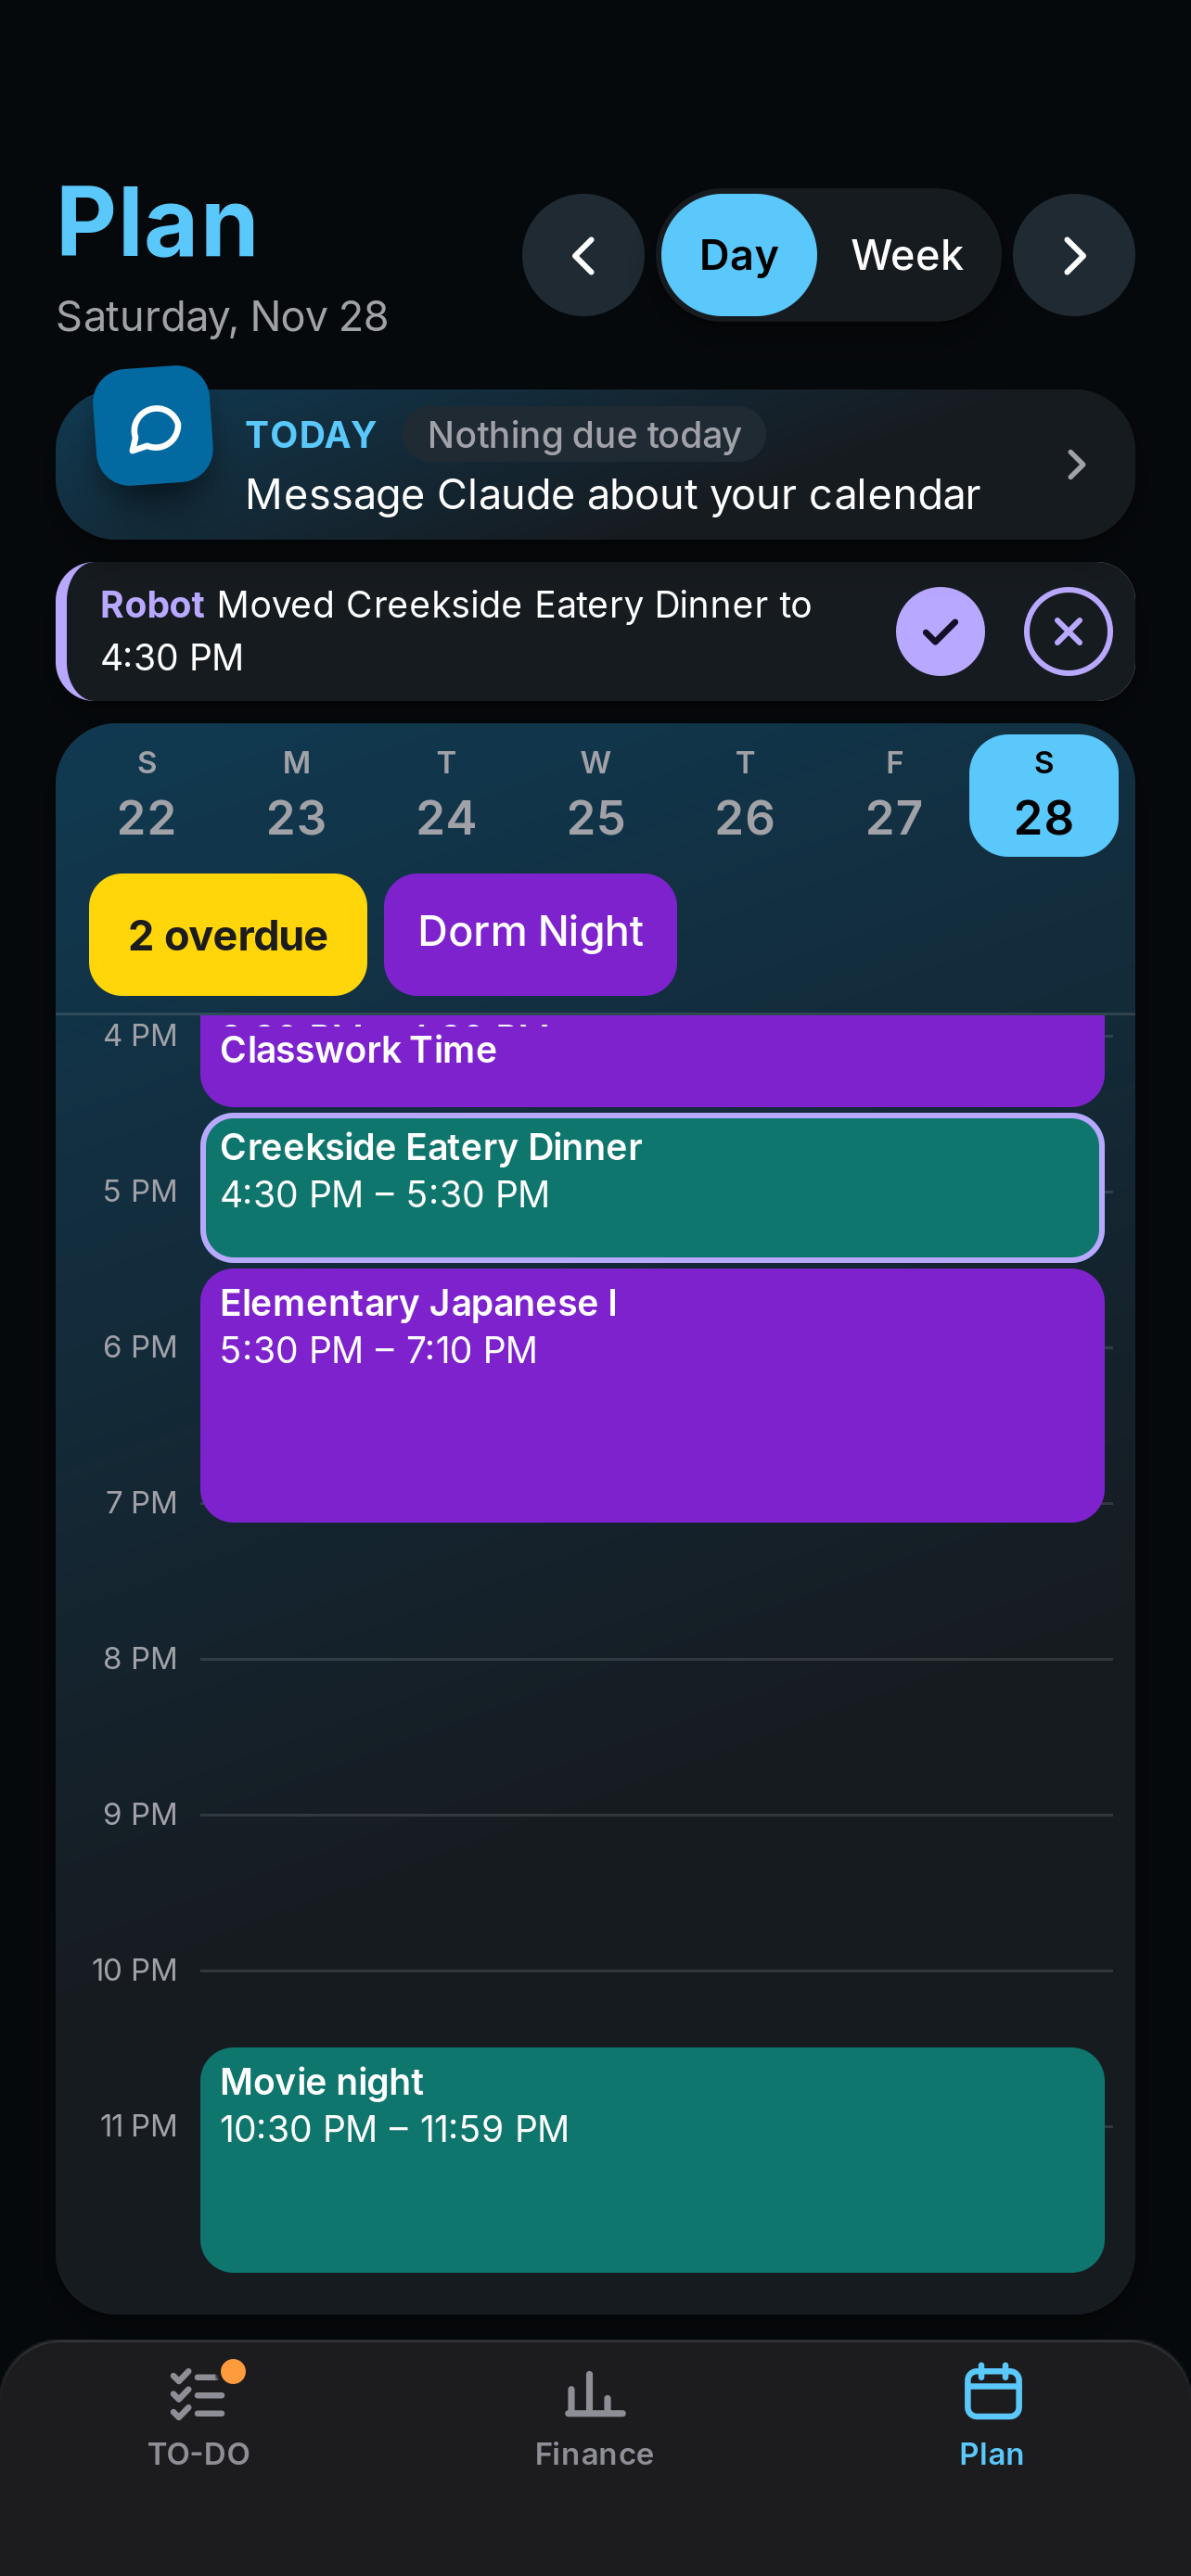 Plan
Day
Week
Saturday, Nov 28
TODAY
Nothing due today
Message Claude about your calendar
Robot Moved Creekside Eatery Dinner to
4:30 PM
S M T W T F S
22 23 24 25 26 27 28
2 overdue
Dorm Night
4 PM
Classwork Time
Creekside Eatery Dinner
4:30 PM – 5:30 PM
5 PM
Elementary Japanese I
5:30 PM – 7:10 PM
6 PM
7 PM
8 PM
9 PM
10 PM
Movie night
10:30 PM – 11:59 PM
11 PM
TO-DO
Finance
Plan